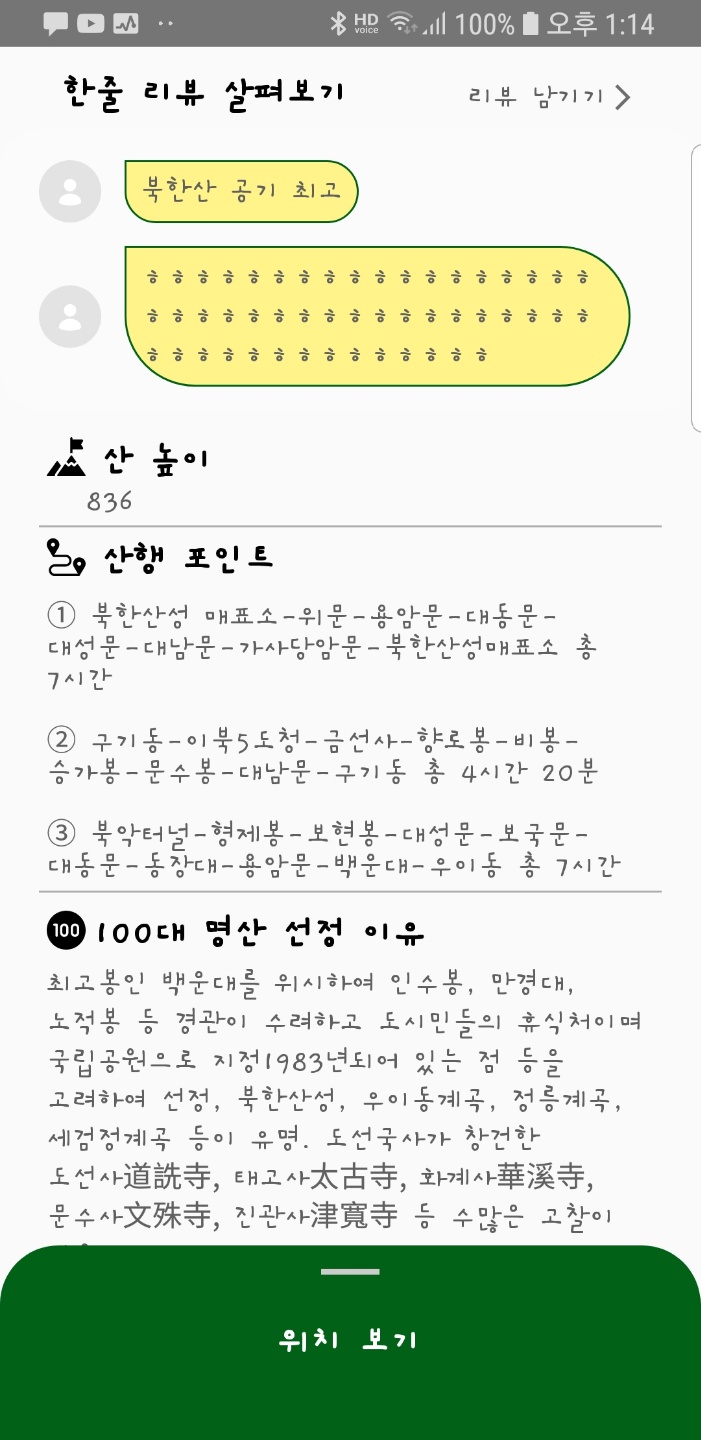 HD voice 100% 오후 1:14
한줄 리뷰 살펴보기 리뷰 남기기
북한산 공기 최고
ㅎ ㅎ ㅎ ㅎ ㅎ ㅎ ㅎ ㅎ ㅎ ㅎ ㅎ ㅎ ㅎ ㅎ ㅎ ㅎ ㅎ ㅎ
ㅎ ㅎ ㅎ ㅎ ㅎ ㅎ ㅎ ㅎ ㅎ ㅎ ㅎ ㅎ ㅎ ㅎ ㅎ ㅎ ㅎ ㅎ
ㅎ ㅎ ㅎ ㅎ ㅎ ㅎ ㅎ ㅎ ㅎ ㅎ ㅎ ㅎ ㅎ ㅎ
산 높이
836
산행 포인트
① 북한산성 매표소-위문-용암문-대동문-
대성문-대남문-가사당암문-북한산성매표소 총
7시간
② 구기동-이북5도청-금선사-향로봉-비봉-
승가봉-문수봉-대남문-구기동 총 4시간 20분
③ 북악터널-형제봉-보현봉-대성문-보국문-
대동문-동장대-용암문-백운대-우이동 총 7시간
100 100대 명산 선정 이유
최고봉인 백운대를 위시하여 인수봉, 만경대,
노적봉 등 경관이 수려하고 도시민들의 휴식처이며
국립공원으로 지정1983년되어 있는 점 등을
고려하여 선정, 북한산성, 우이동계곡, 정릉계곡,
세검정계곡 등이 유명. 도선국사가 창건한
도선사道詵寺, 태고사太古寺, 화계사華溪寺,
문수사文殊寺, 진관사津寬寺 등 수많은 고찰이
위치 보기